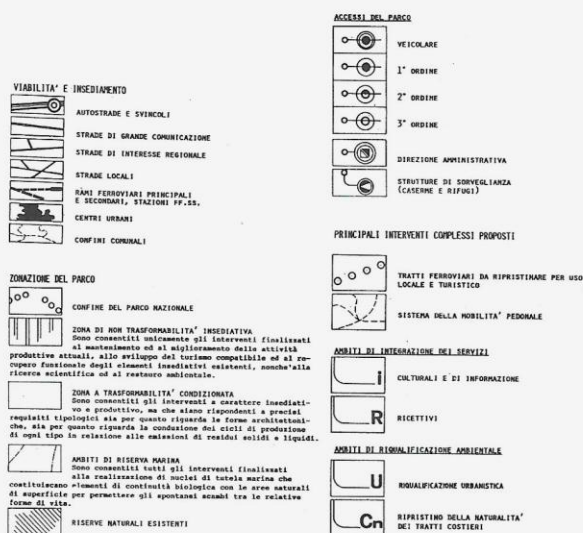 VIABILITA' E INSEDIAMENTO
AUTOSTRADE E SVINCOLI
STRADE DI GRANDE COMUNICAZIONE
STRADE DI INTERESSE REGIONALE
STRADE LOCALI
RAMI FERROVIARI PRINCIPALI
E SECONDARI, STAZIONI FF.SS.
CENTRI URBANI
CONFINI COMUNALI
ZONAZIONE DEL PARCO
CONFINE DEL PARCO NAZIONALE
ZONA DI NON TRASFORMABILITA' INSEDIATIVA
Sono consentiti unicamente gli interventi finalizzati
al mantenimento ed al miglioramento delle attività
produttive attuali, allo sviluppo del turismo compatibile ed al re-
cupero funzionale degli elementi insediativi esistenti, nonche'alla
ricerca scientifica ed al restauro ambientale.
ZONA A TRASFORMABILITA' CONDIZIONATA
Sono consentiti gli interventi a carattere insediati-
vo e produttivo, ma che siano rispondenti a precisi
requisiti tipologici sia per quanto riguarda le forme architettoni-
che, sia per quanto riguarda la conduzione dei cicli di produzione
di ogni tipo in relazione alle emissioni di residui solidi e liquidi.
AMBITI DI RISERVA MARINA
Sono consentiti tutti gli interventi finalizzati
alla realizzazione di nuclei di tutela marina che
costituiscano elementi di continuità biologica con le aree naturali
di superficie per permettere gli spontanei scambi tra le relative
forme di vita.
RISERVE NATURALI ESISTENTI
ACCESSI DEL PARCO
VEICOLARE
1° ORDINE
2° ORDINE
3° ORDINE
DIREZIONE AMMINISTRATIVA
STRUTTURE DI SORVEGLIANZA
(CASERME E RIFUGI)
PRINCIPALI INTERVENTI COMPLESSI PROPOSTI
TRATTI FERROVIARI DA RIPRISTINARE PER USO
LOCALE E TURISTICO
SISTEMA DELLA MOBILITA' PEDONALE
AMBITI DI INTEGRAZIONE DEI SERVIZI
i CULTURALI E DI INFORMAZIONE
R RICETTIVI
AMBITI DI RIQUALIFICAZIONE AMBIENTALE
U RIQUALIFICAZIONE URBANISTICA
Cn RIPRISTINO DELLA NATURALITA'
DEI TRATTI COSTIERI